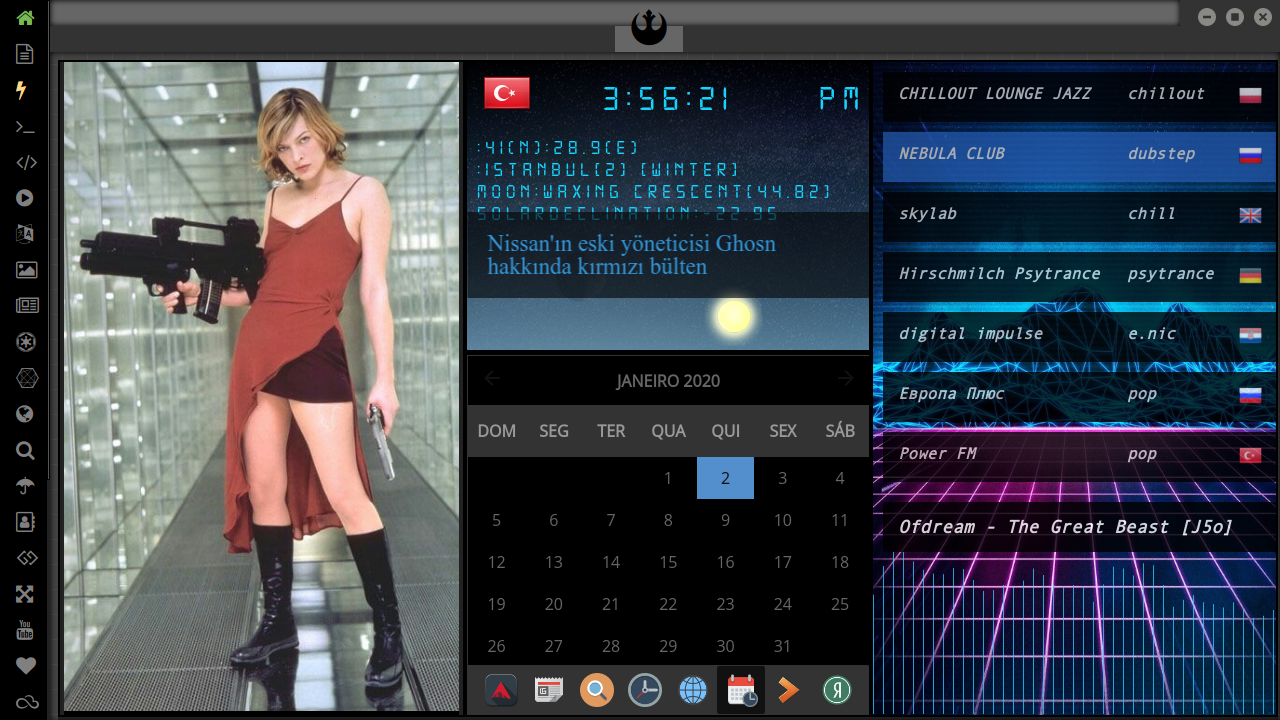 3:56:21 PM
:41(N):28.9(E)
:ISTANBUL(2) (WINTER)
MOON:WAXING CRESCENT(44.82)
SOLARDECLINATION:-22.95
Nissan'ın eski yöneticisi Ghosn
hakkında kırmızı bülten
JANEIRO 2020
DOM SEG TER QUA QUI SEX SÁB
1 2 3 4
5 6 7 8 9 10 11
12 13 14 15 16 17 18
19 20 21 22 23 24 25
26 27 28 29 30 31
Я
CHILLOUT LOUNGE JAZZ chillout
NEBULA CLUB dubstep
skylab chill
Hirschmilch Psytrance psytrance
digital impulse e.nic
Европа Плюс pop
Power FM pop
Ofdream - The Great Beast [J5o]
You
Tube